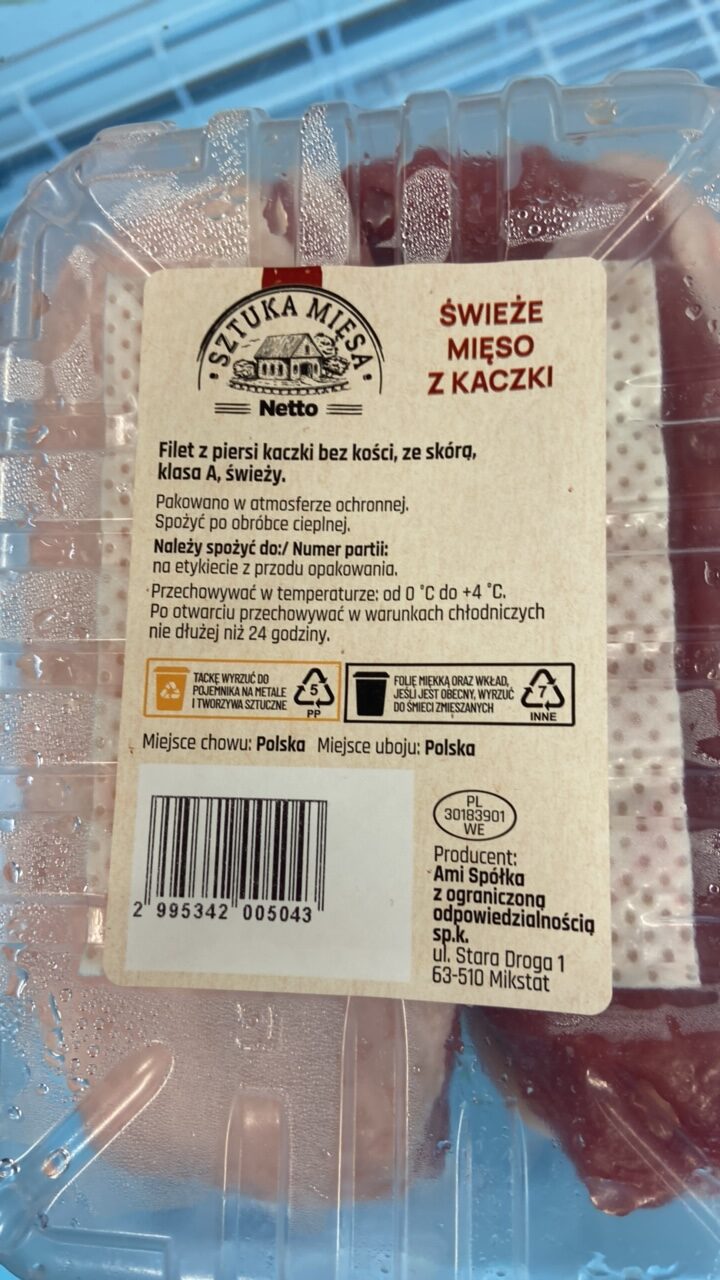 SZTUKA MIĘSA
Netto
ŚWIEŻE
MIĘSO
Z KACZKI
Filet z piersi kaczki bez kości, ze skórą,
klasa A, świeży.
Pakowano w atmosferze ochronnej.
Spożyć po obróbce cieplnej.
Należy spożyć do:/ Numer partii:
na etykiecie z przodu opakowania.
Przechowywać w temperaturze: od 0 °C do +4 °C.
Po otwarciu przechowywać w warunkach chłodniczych
nie dłużej niż 24 godziny.
TACKĘ WYRZUĆ DO
POJEMNIKA NA METALE
I TWORZYWA SZTUCZNE
5
PP
FOLIĘ MIĘKKĄ ORAZ WKŁAD,
JEŚLI JEST OBECNY, WYRZUĆ
DO ŚMIECI ZMIESZANYCH
7
INNE
Miejsce chowu: Polska Miejsce uboju: Polska
2 995342 005043
PL
30183901
WE
Producent:
Ami Spółka
z ograniczoną
odpowiedzialnością
sp.k.
ul. Stara Droga 1
63-510 Mikstat